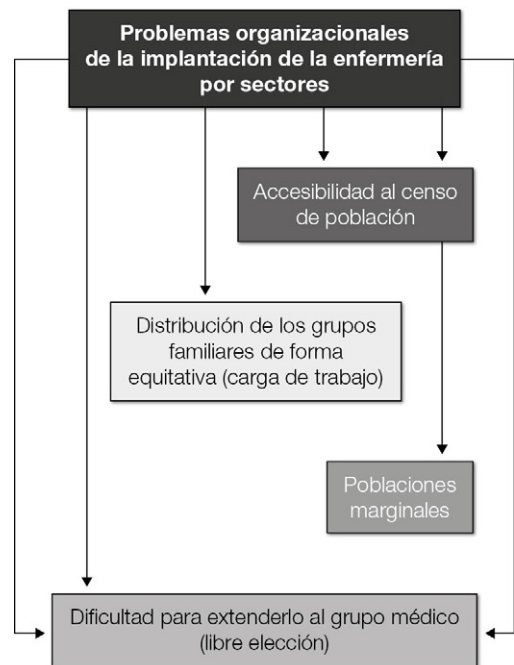 Problemas organizacionales
de la implantación de la enfermería
por sectores
Accesibilidad al censo
de población
Distribución de los grupos
familiares de forma
equitativa (carga de trabajo)
Poblaciones
marginales
Dificultad para extenderlo al grupo médico
(libre elección)